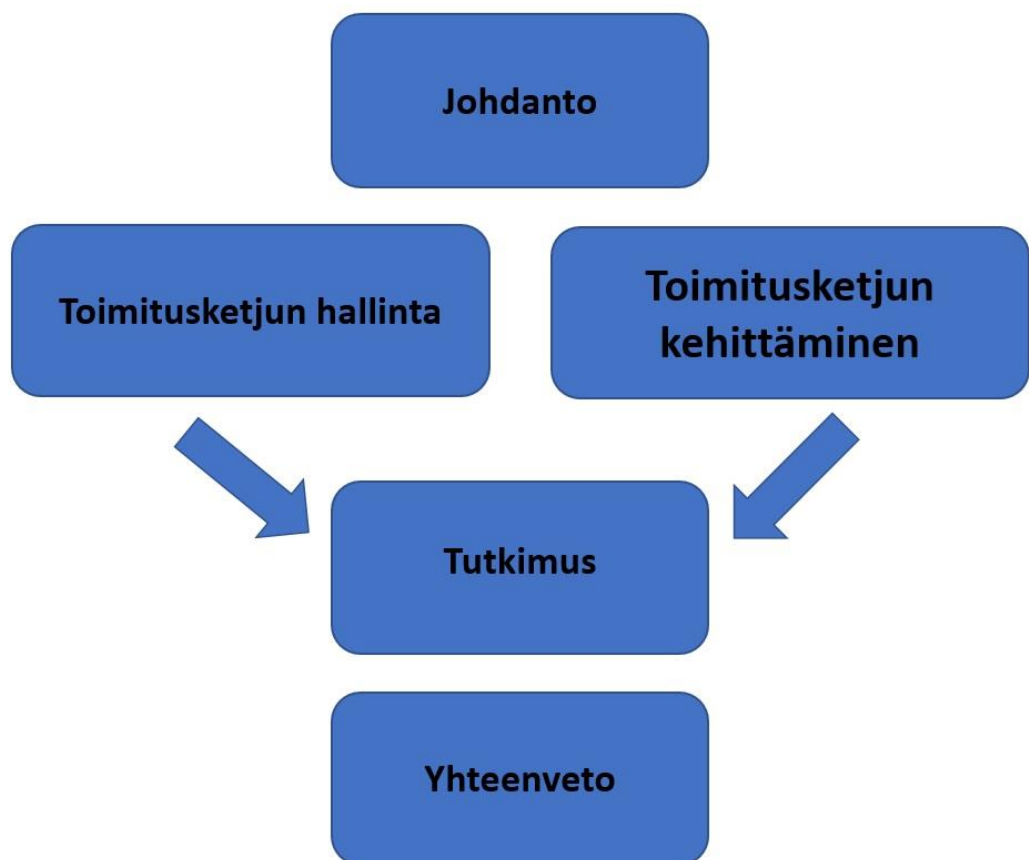 Johdanto
Toimitusketjun hallinta
Toimitusketjun
kehittäminen
Tutkimus
Yhteenveto